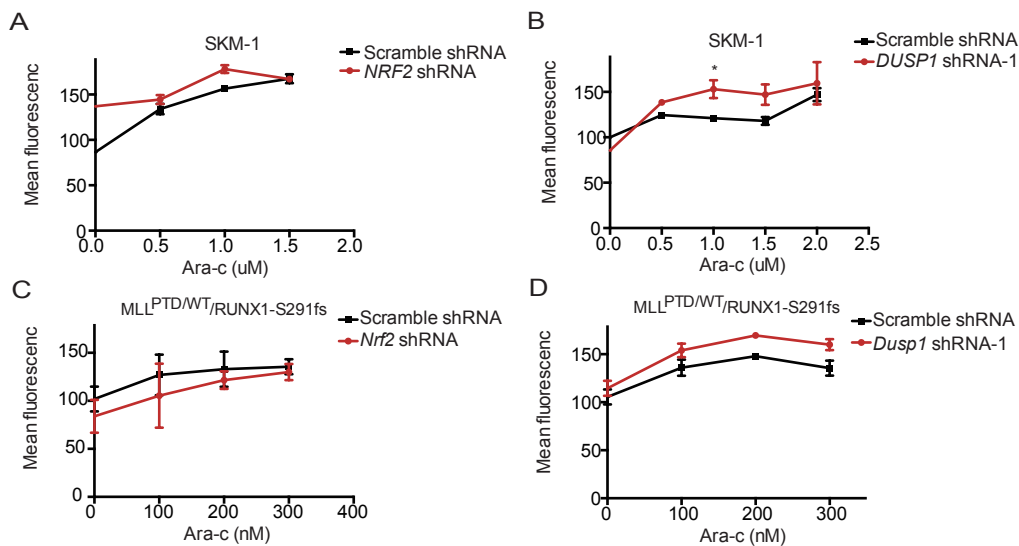 A
SKM-1
Scramble shRNA
NRF2 shRNA
Mean fluorescenc
150
100
50
0
0.0 0.5 1.0 1.5 2.0
Ara-c (uM)
B
SKM-1
Scramble shRNA
DUSP1 shRNA-1
*
Mean fluorescenc
150
100
50
0
0.0 0.5 1.0 1.5 2.0 2.5
Ara-c (uM)
C
MLLPTD/WT/RUNX1-S291fs
Scramble shRNA
Nrf2 shRNA
Mean fluorescenc
150
100
50
0
0 100 200 300 400
Ara-c (nM)
D
MLLPTD/WT/RUNX1-S291fs
Scramble shRNA
Dusp1 shRNA-1
Mean fluorescenc
150
100
50
0
0 100 200 300
Ara-c (nM)